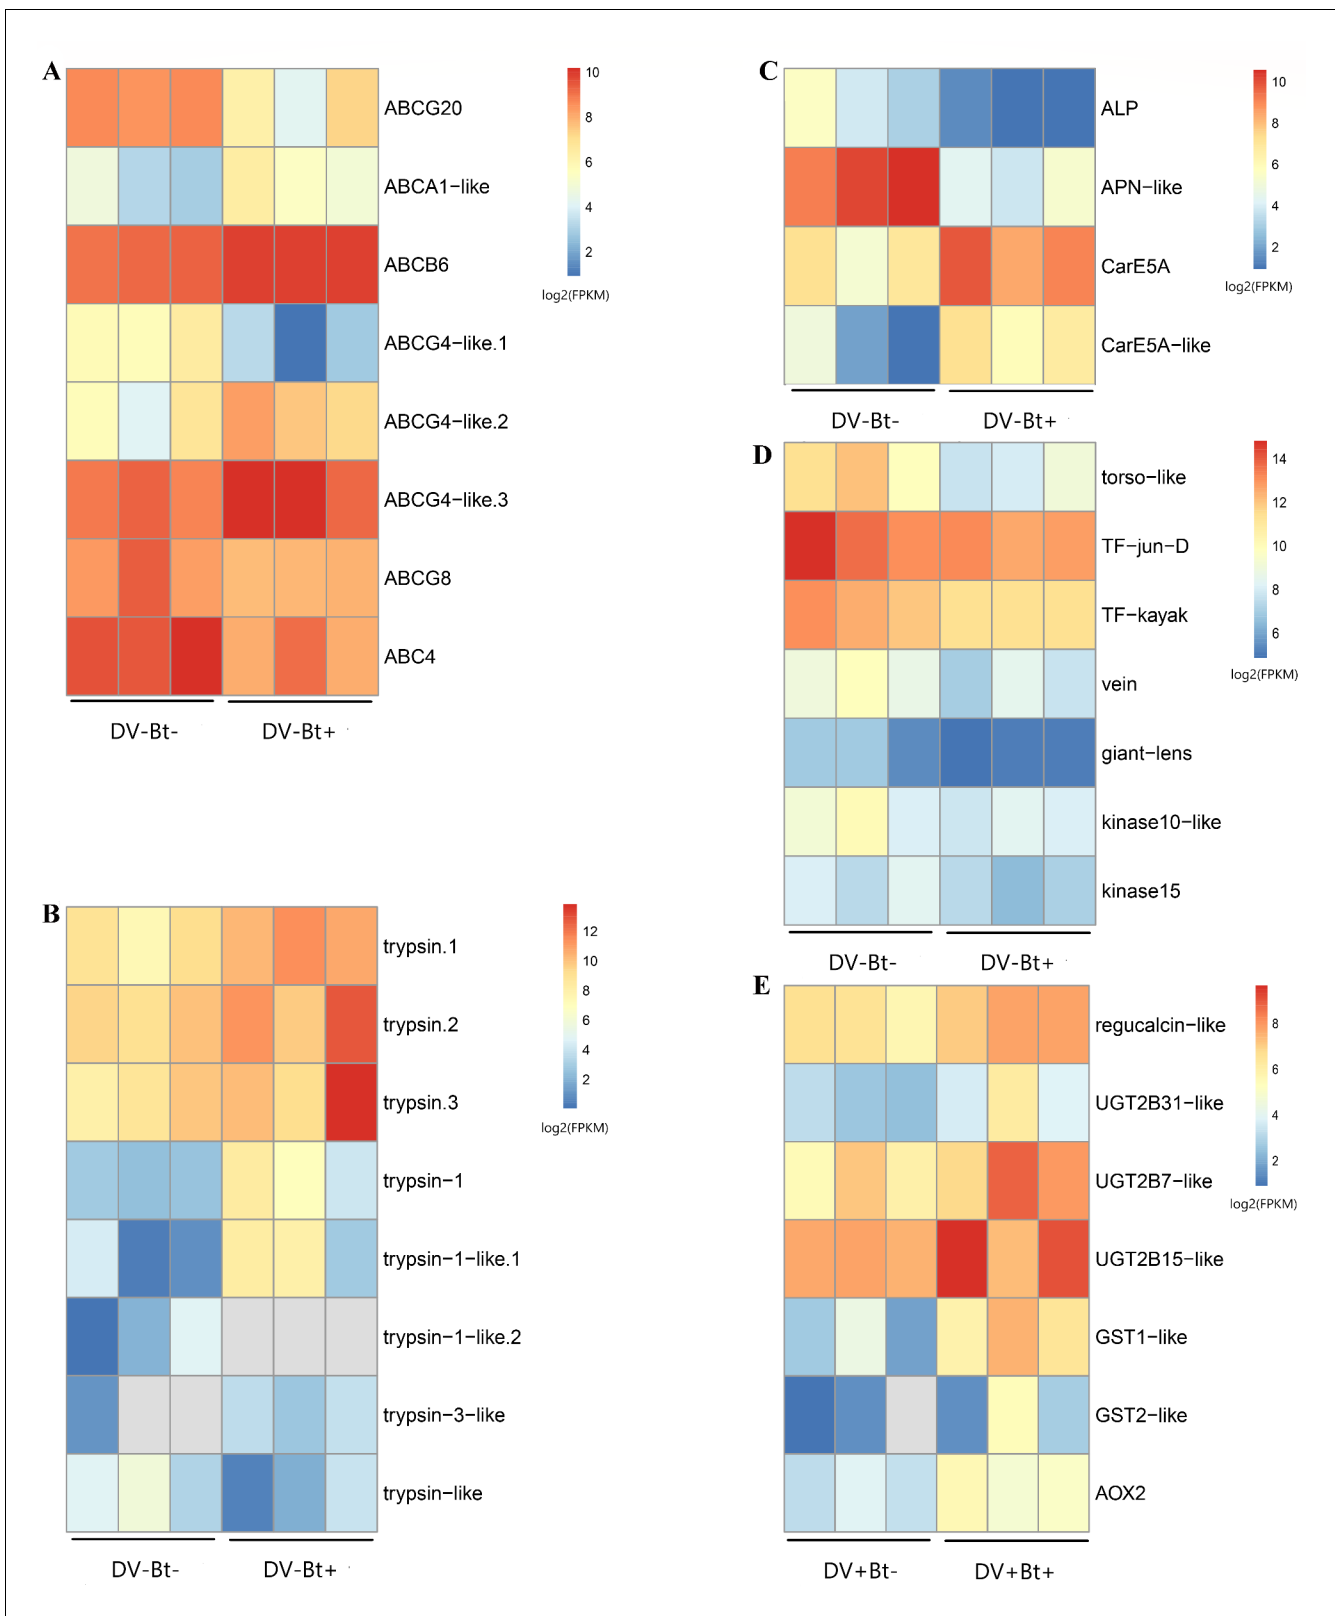 A
ABCG20
ABCA1−like
ABCB6
ABCG4−like.1
ABCG4−like.2
ABCG4−like.3
ABCG8
ABC4
10
8
6
4
2
log2(FPKM)
DV-Bt-
DV-Bt+
B
trypsin.1
trypsin.2
trypsin.3
trypsin−1
trypsin−1−like.1
trypsin−1−like.2
trypsin−3−like
trypsin−like
12
10
8
6
4
2
log2(FPKM)
DV-Bt-
DV-Bt+
C
ALP
APN−like
CarE5A
CarE5A−like
10
8
6
4
2
log2(FPKM)
DV-Bt-
DV-Bt+
D
torso−like
TF−jun−D
TF−kayak
vein
giant−lens
kinase10−like
kinase15
14
12
10
8
6
log2(FPKM)
DV-Bt-
DV-Bt+
E
regucalcin−like
UGT2B31−like
UGT2B7−like
UGT2B15−like
GST1−like
GST2−like
AOX2
8
6
4
2
log2(FPKM)
DV+Bt-
DV+Bt+